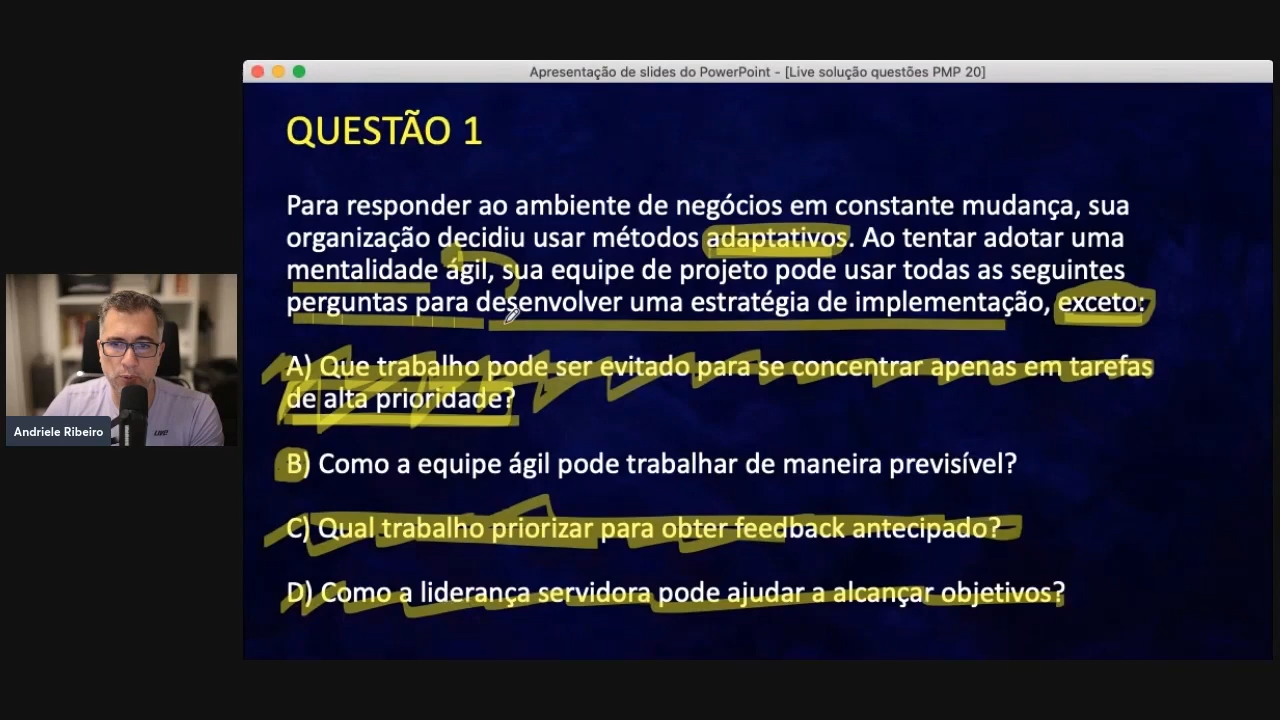 Apresentação de slides do PowerPoint - [Live solução questões PMP 20]
QUESTÃO 1
Para responder ao ambiente de negócios em constante mudança, sua
organização decidiu usar métodos adaptativos. Ao tentar adotar uma
mentalidade ágil, sua equipe de projeto pode usar todas as seguintes
perguntas para desenvolver uma estratégia de implementação, exceto:
A) Que trabalho pode ser evitado para se concentrar apenas em tarefas
de alta prioridade?
B) Como a equipe ágil pode trabalhar de maneira previsível?
C) Qual trabalho priorizar para obter feedback antecipado?
D) Como a liderança servidora pode ajudar a alcançar objetivos?
Andriele Ribeiro